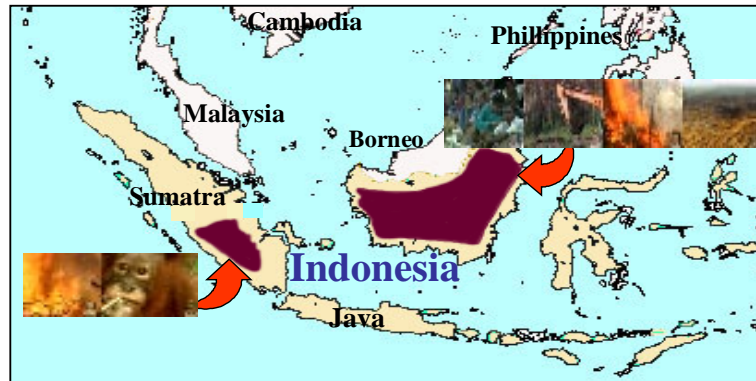 Cambodia
Phillippines
Malaysia
Borneo
Sumatra
Indonesia
Java